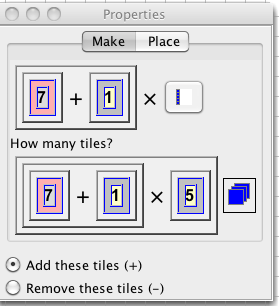 Properties
Make Place
7 + 1 ×
How many tiles?
7 + 1 × 5
Add these tiles (+)
Remove these tiles (–)